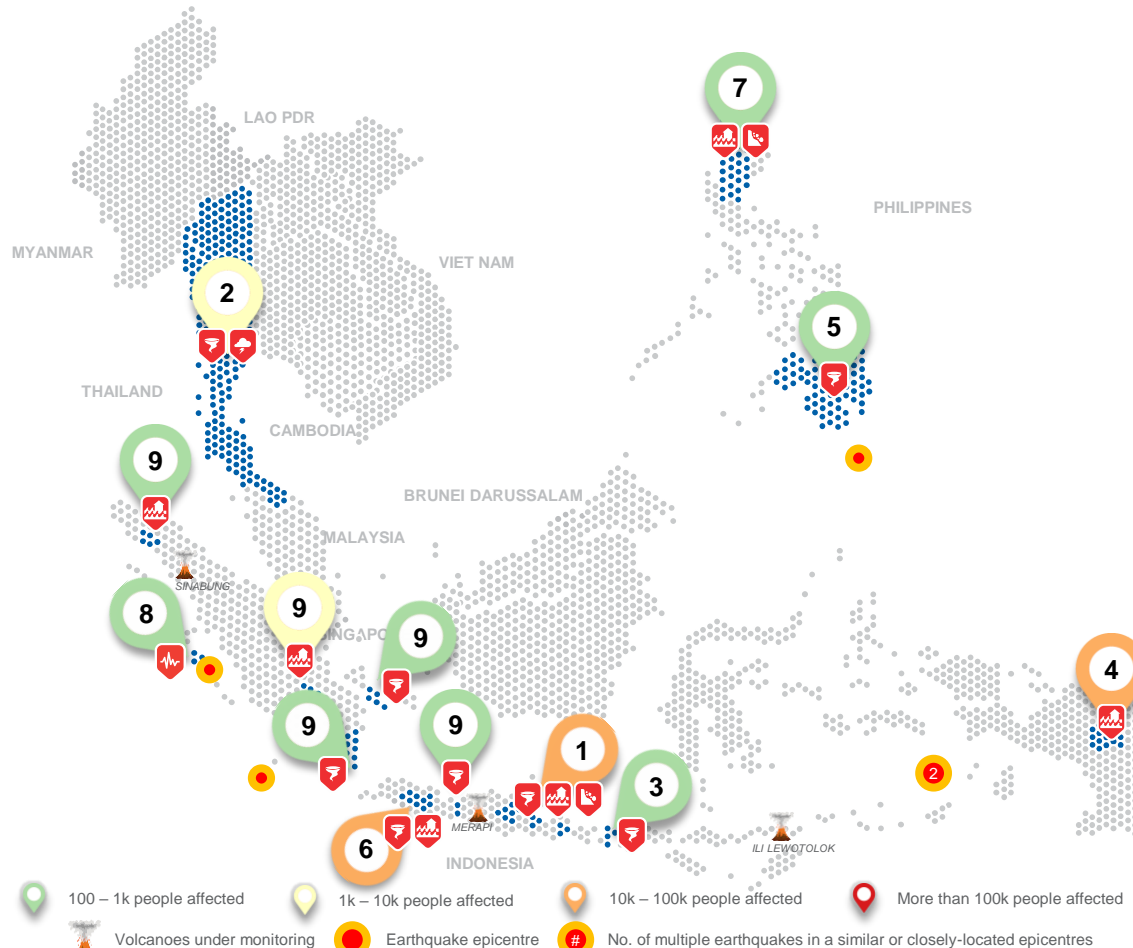 7
LAO PDR
PHILIPPINES
MYANMAR
VIET NAM
2
5
THAILAND
CAMBODIA
9
BRUNEI DARUSSALAM
MALAYSIA
SINABUNG
8
9
SINGAPO
9
4
9
9
1
2
3
MERAPI
6
INDONESIA
ILI LEWOTOLOK
100 – 1k people affected
1k – 10k people affected
10k – 100k people affected
More than 100k people affected
Volcanoes under monitoring
Earthquake epicentre
# No. of multiple earthquakes in a similar or closely-located epicentres